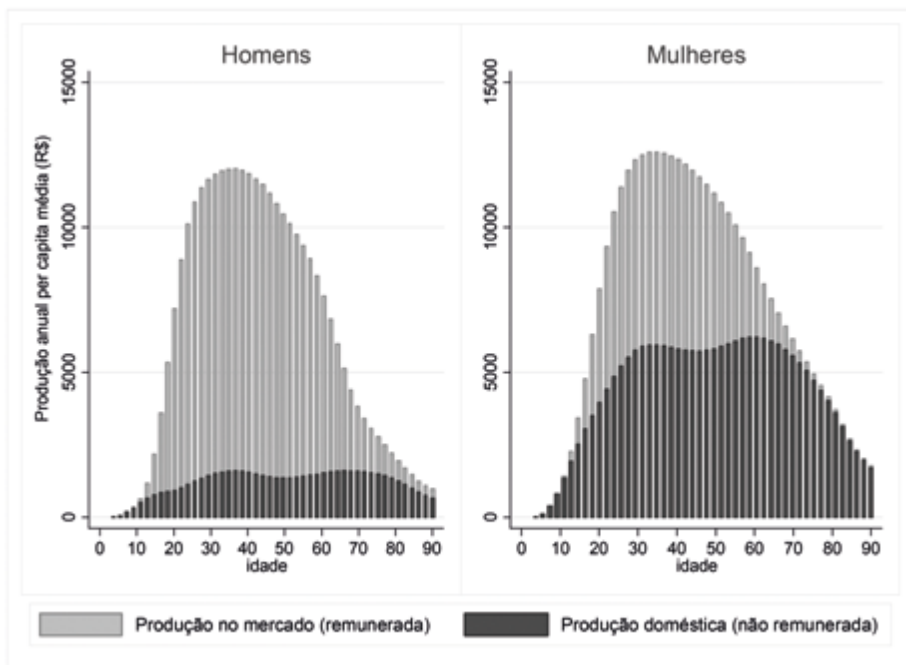 Homens
Mulheres
Produção anual per capita média (R$)
15000
10000
5000
0
0 10 20 30 40 50 60 70 80 90
idade
15000
10000
5000
0
0 10 20 30 40 50 60 70 80 90
idade
Produção no mercado (remunerada)
Produção doméstica (não remunerada)